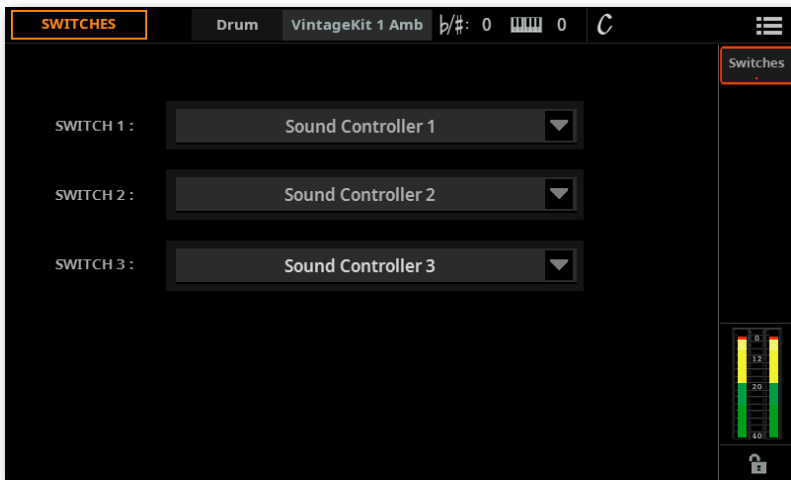 SWITCHES Drum VintageKit 1 Amb b/#: 0 0 C
Switches
SWITCH 1 : Sound Controller 1
SWITCH 2 : Sound Controller 2
SWITCH 3 : Sound Controller 3
0
12
20
40